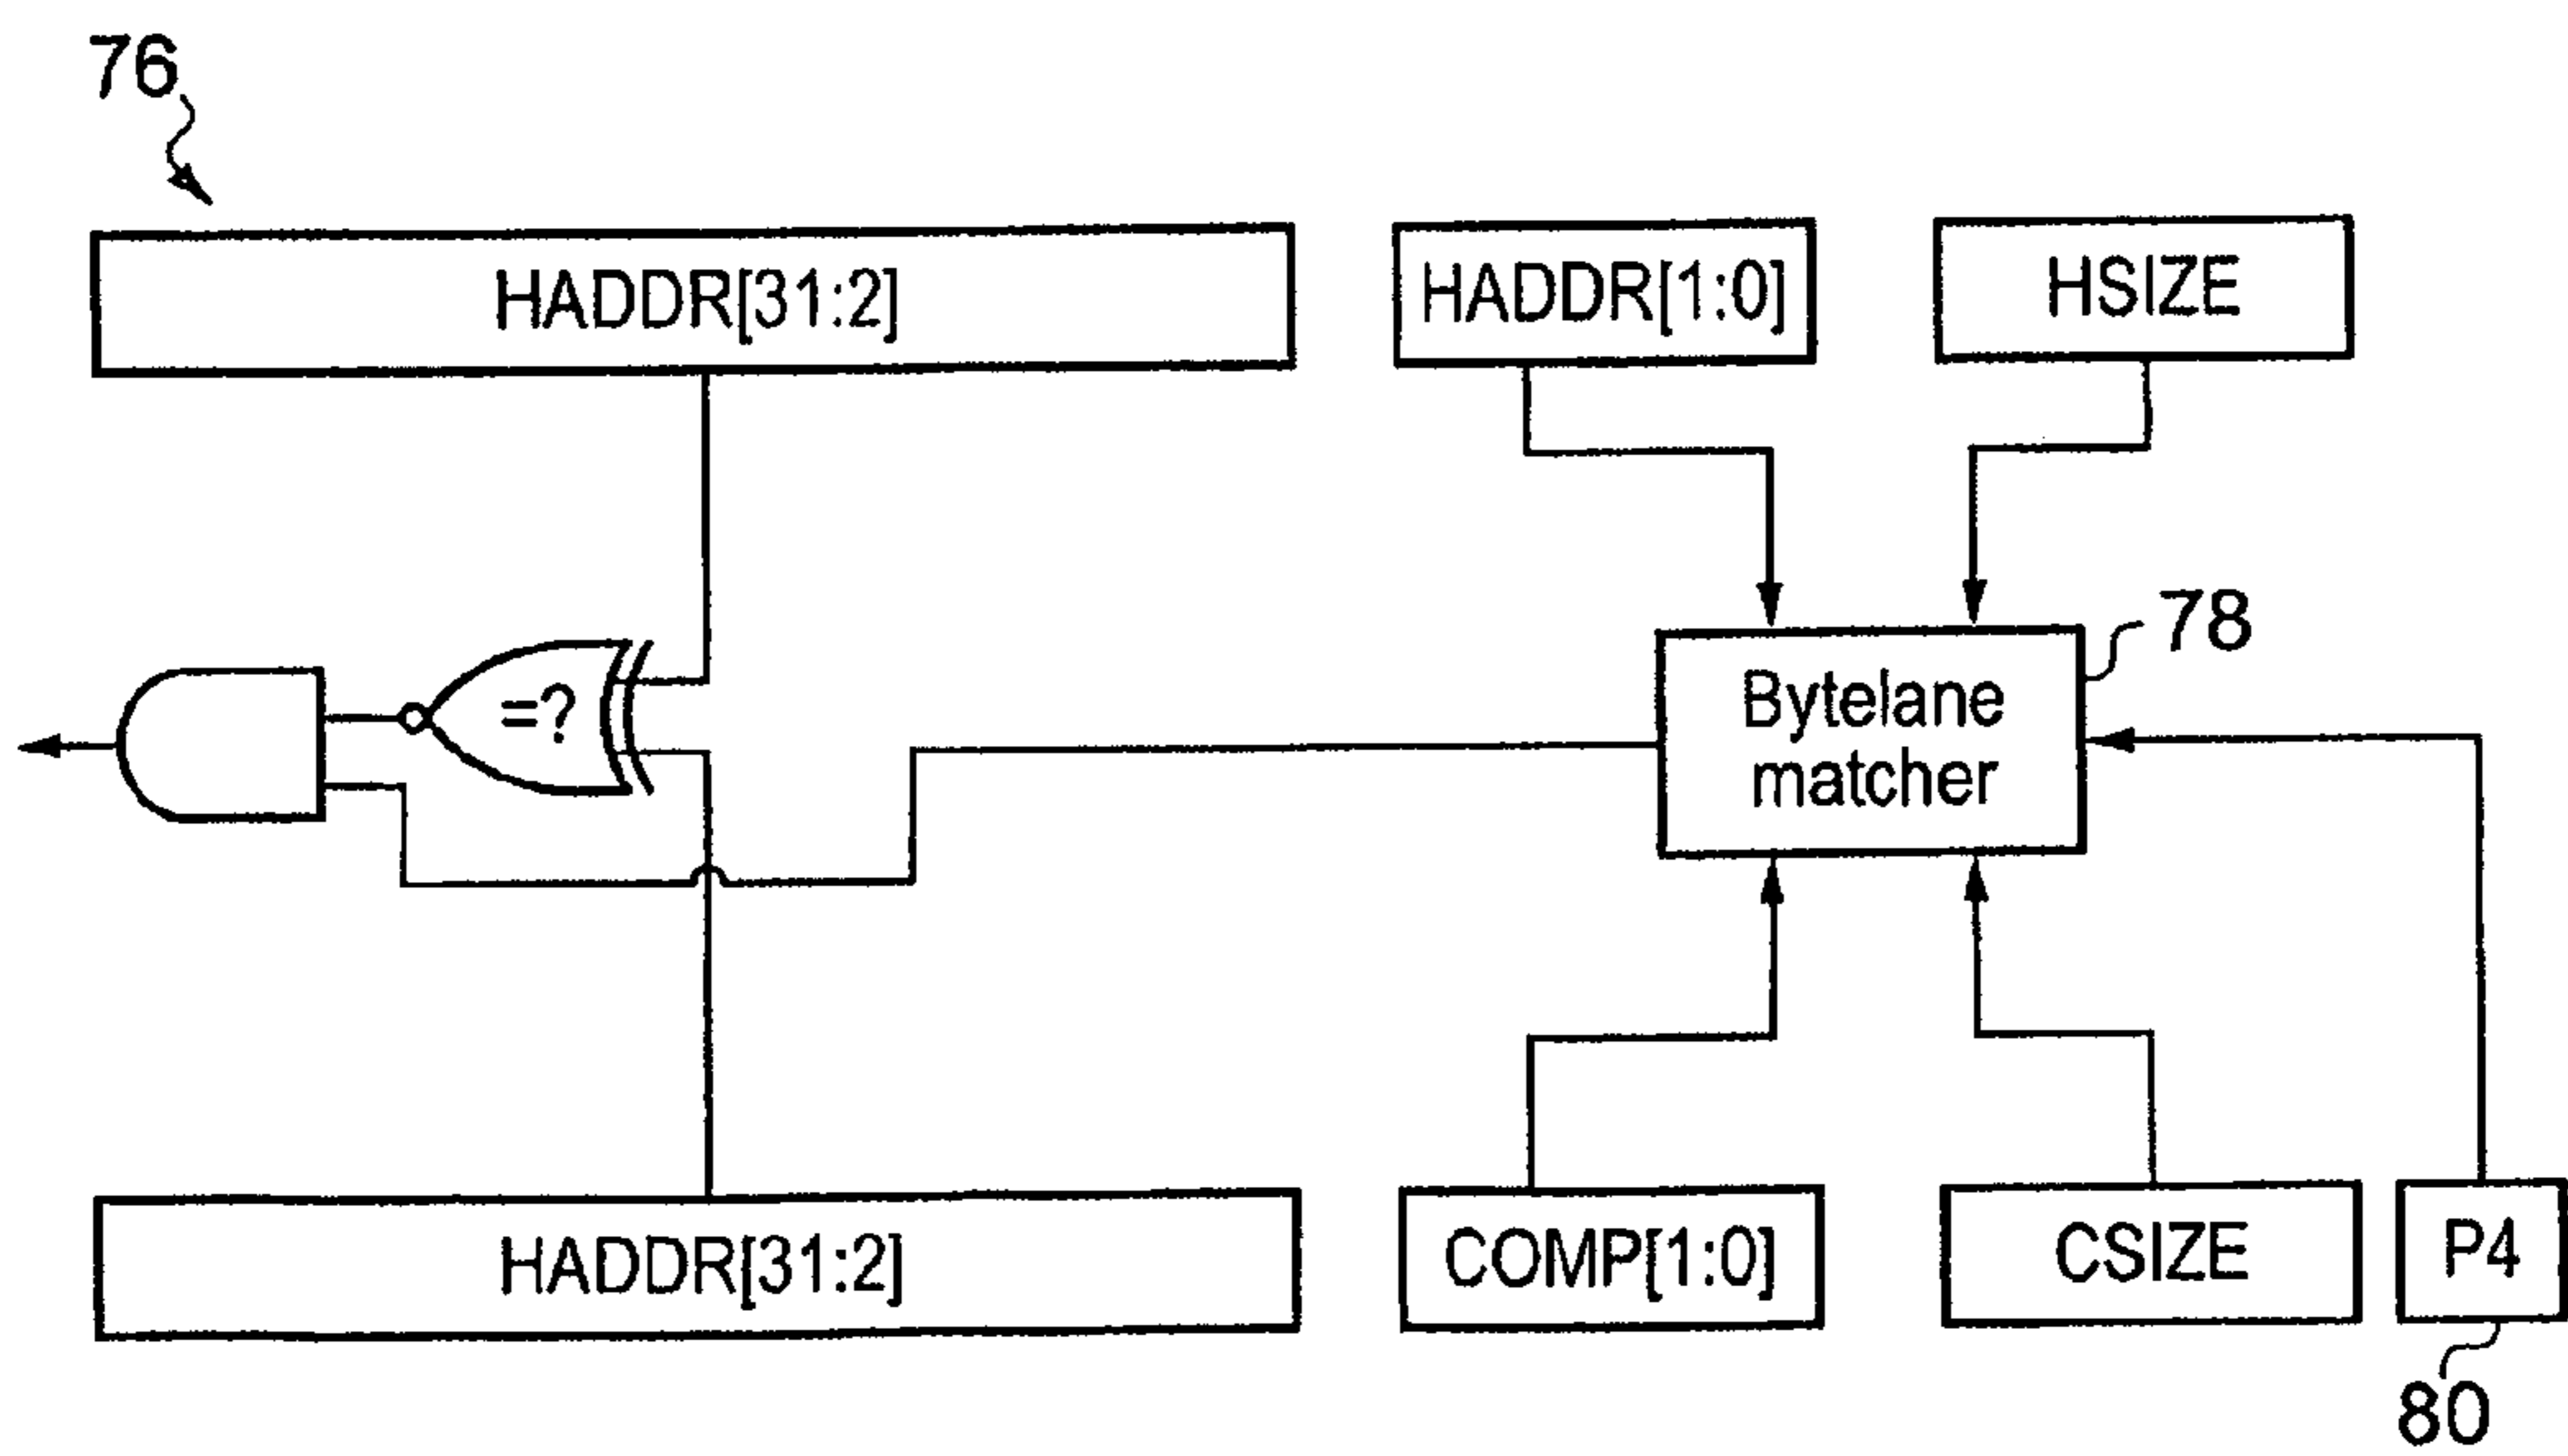 76
HADDR[31:2]
HADDR[1:0]
HSIZE
=?
Bytelane
matcher
78
HADDR[31:2]
COMP[1:0]
CSIZE
P4
80